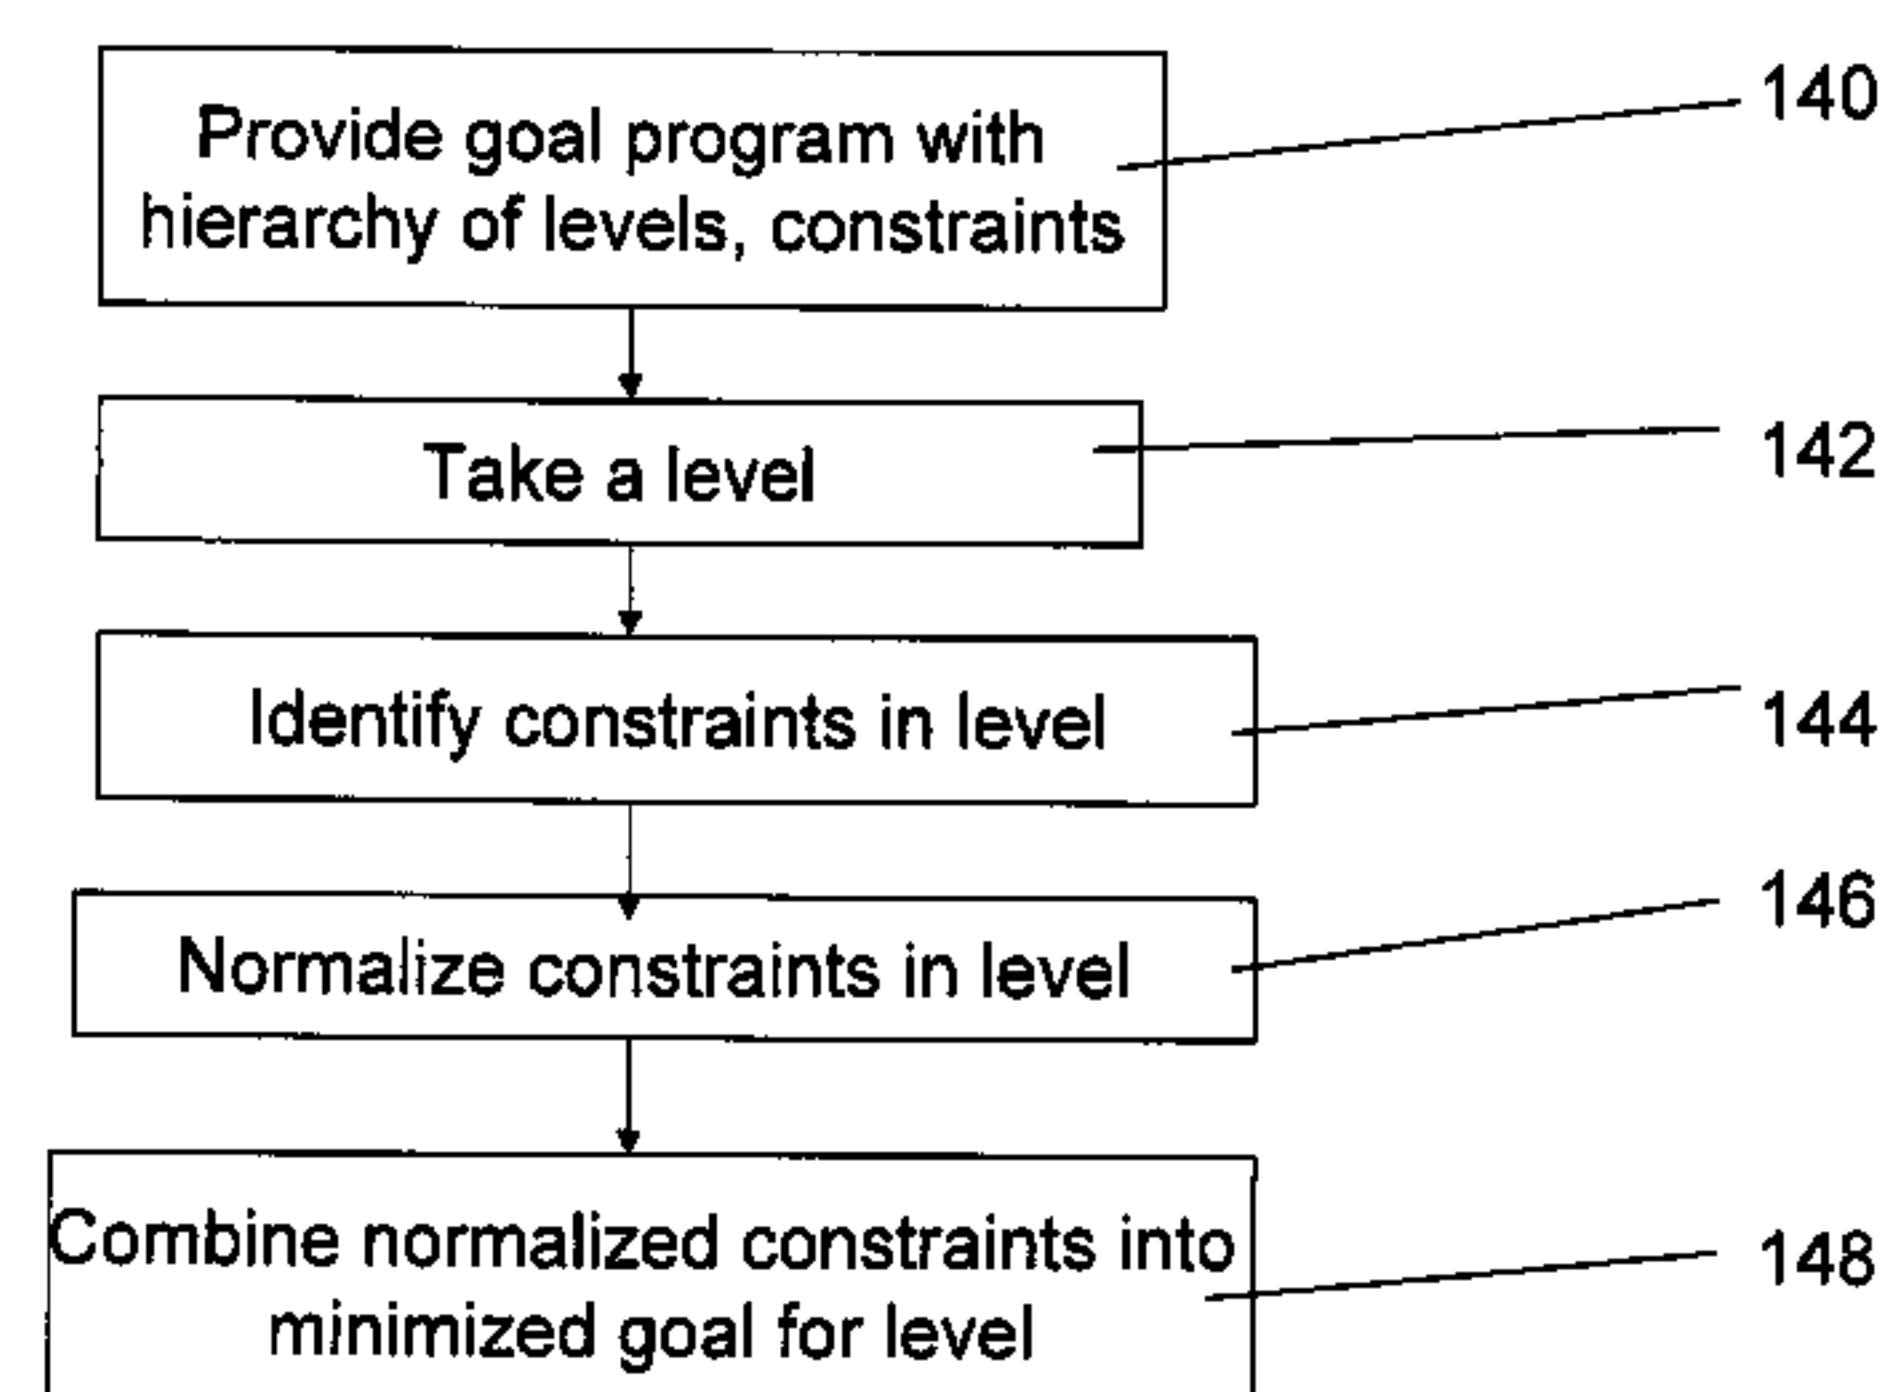 Provide goal program with
hierarchy of levels, constraints
140
Take a level
142
Identify constraints in level
144
Normalize constraints in level
146
Combine normalized constraints into
minimized goal for level
148